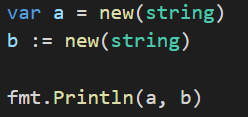 var a = new(string)
b := new(string)
fmt.Println(a, b)